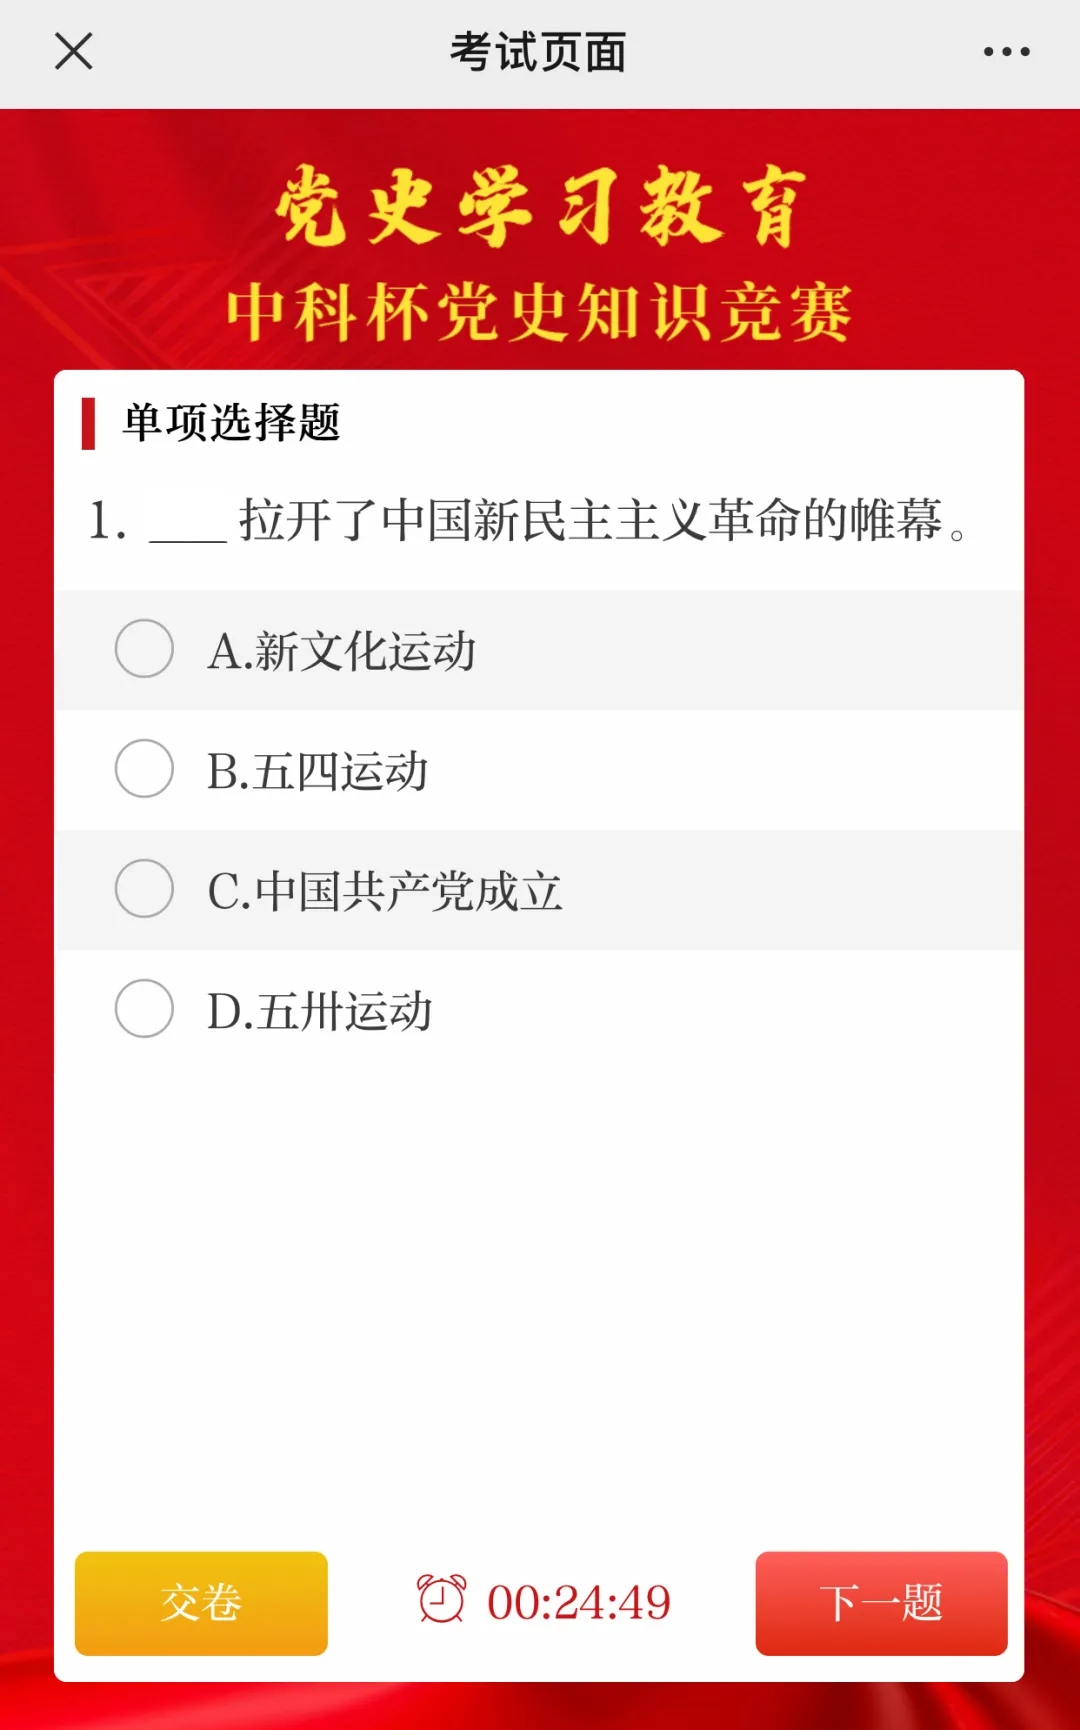 考试页面
党史学习教育
中科杯党史知识竞赛
单项选择题
1. ___ 拉开了中国新民主主义革命的帷幕。
A.新文化运动
B.五四运动
C.中国共产党成立
D.五卅运动
交卷
00:24:49
下一题